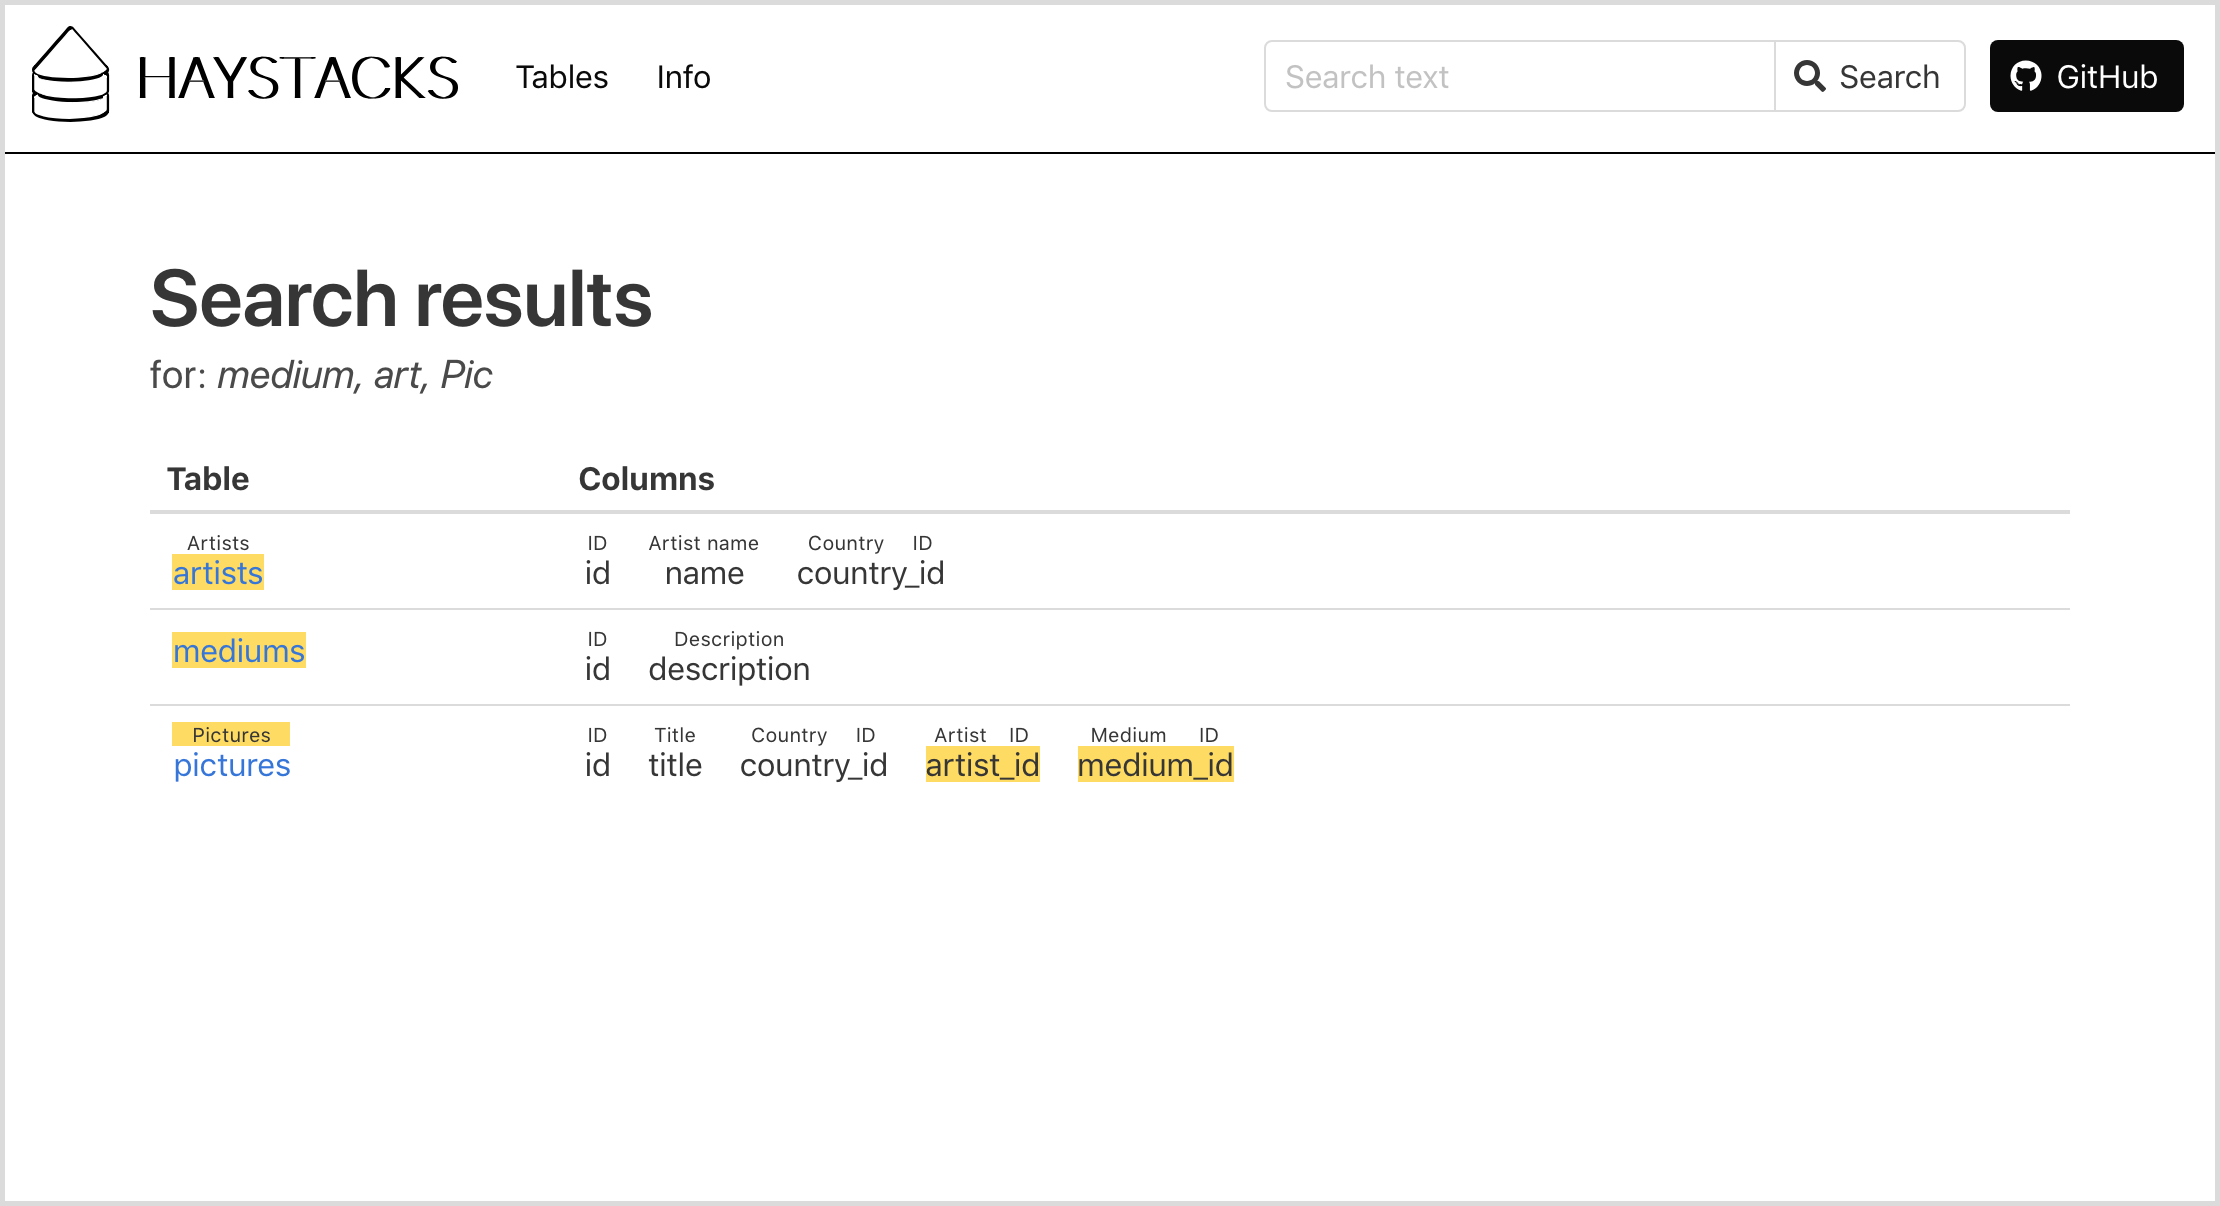 HAYSTACKS Tables Info Search text Search GitHub
Search results
for: medium, art, Pic
Table Columns
Artists ID Artist name Country ID
artists id name country_id
ID Description
mediums id description
Pictures ID Title Country ID Artist ID Medium ID
pictures id title country_id artist_id medium_id